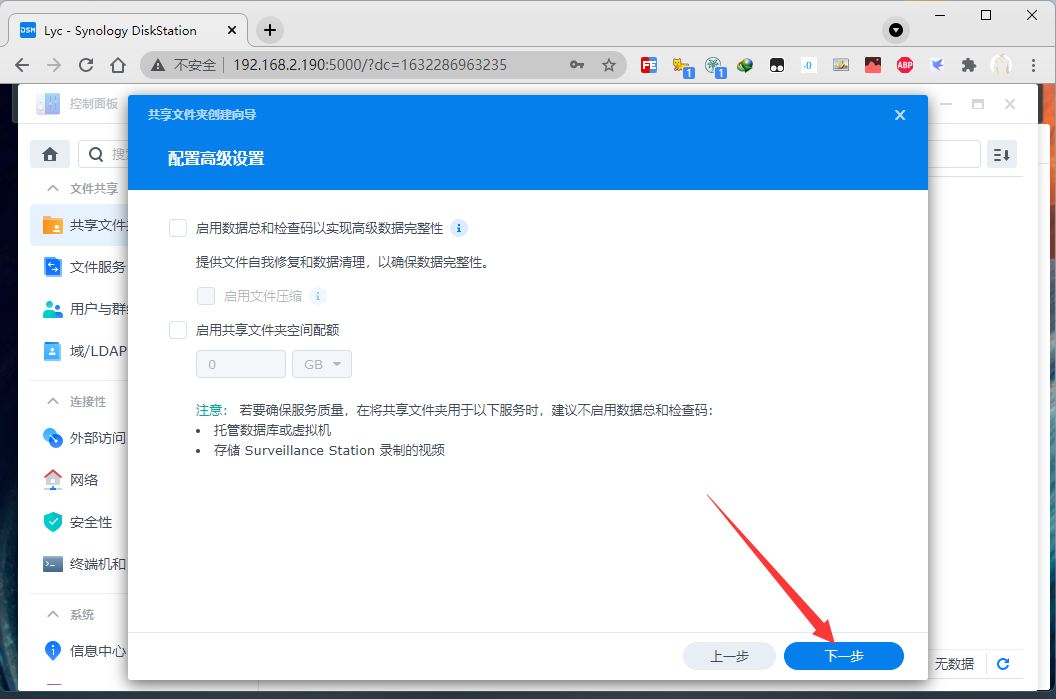 Lyc - Synology DiskStation
不安全
192.168.2.190:5000/?dc=1632286963235
1
1
ABP
控制面板
共享文件夹创建向导
配置高级设置
文件共享
共享文件
文件服务
用户与群
域/LDAP
连接性
外部访问
网络
安全性
终端机和
系统
信息中心
启用数据总和检查码以实现高级数据完整性
提供文件自我修复和数据清理，以确保数据完整性。
启用文件压缩
启用共享文件夹空间配额
0
GB
注意： 若要确保服务质量，在将共享文件夹用于以下服务时，建议不启用数据总和检查码：
• 托管数据库或虚拟机
• 存储 Surveillance Station 录制的视频
上一步
下一步
无数据